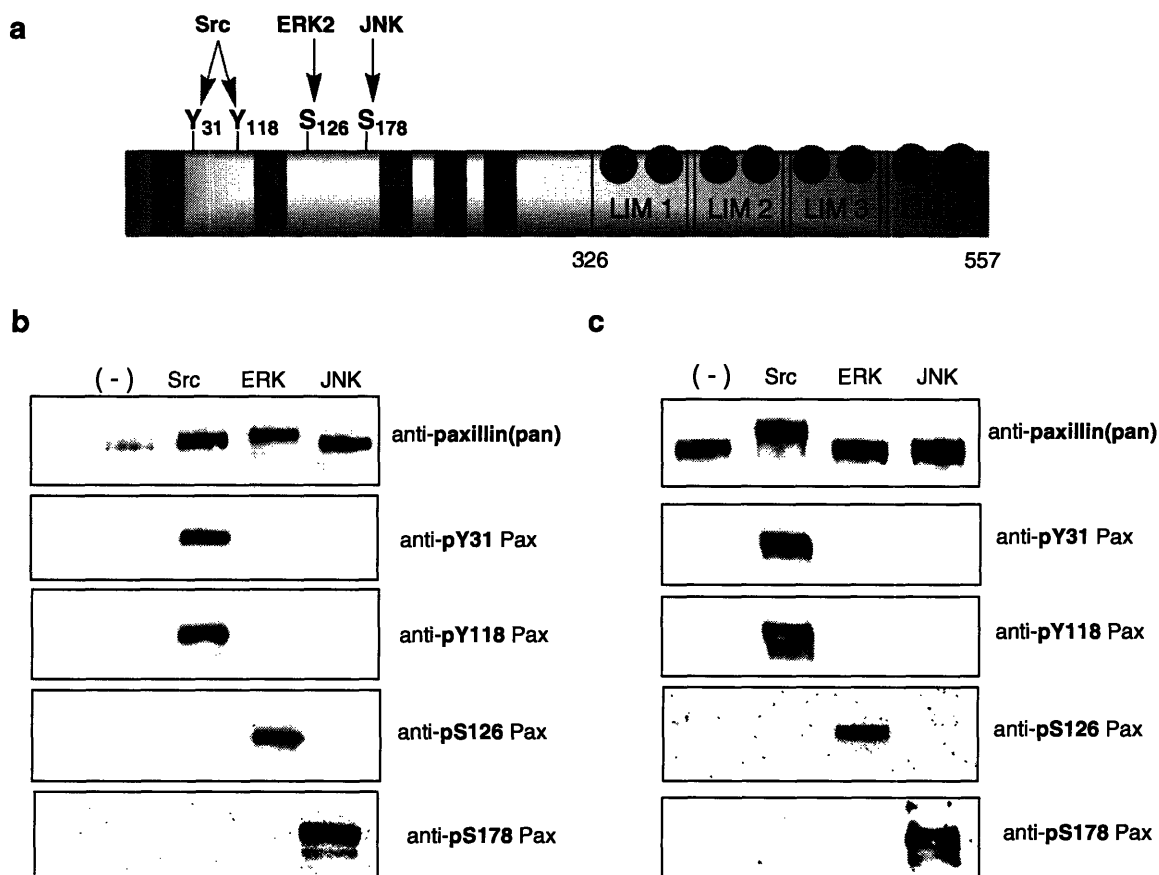 a
Src ERK2 JNK
Y31 Y118 S126 S178
LIM 1 LIM 2 LIM 3
326 557
b
(-) Src ERK JNK
anti-paxillin(pan)
anti-pY31 Pax
anti-pY118 Pax
anti-pS126 Pax
anti-pS178 Pax
c
(-) Src ERK JNK
anti-paxillin(pan)
anti-pY31 Pax
anti-pY118 Pax
anti-pS126 Pax
anti-pS178 Pax